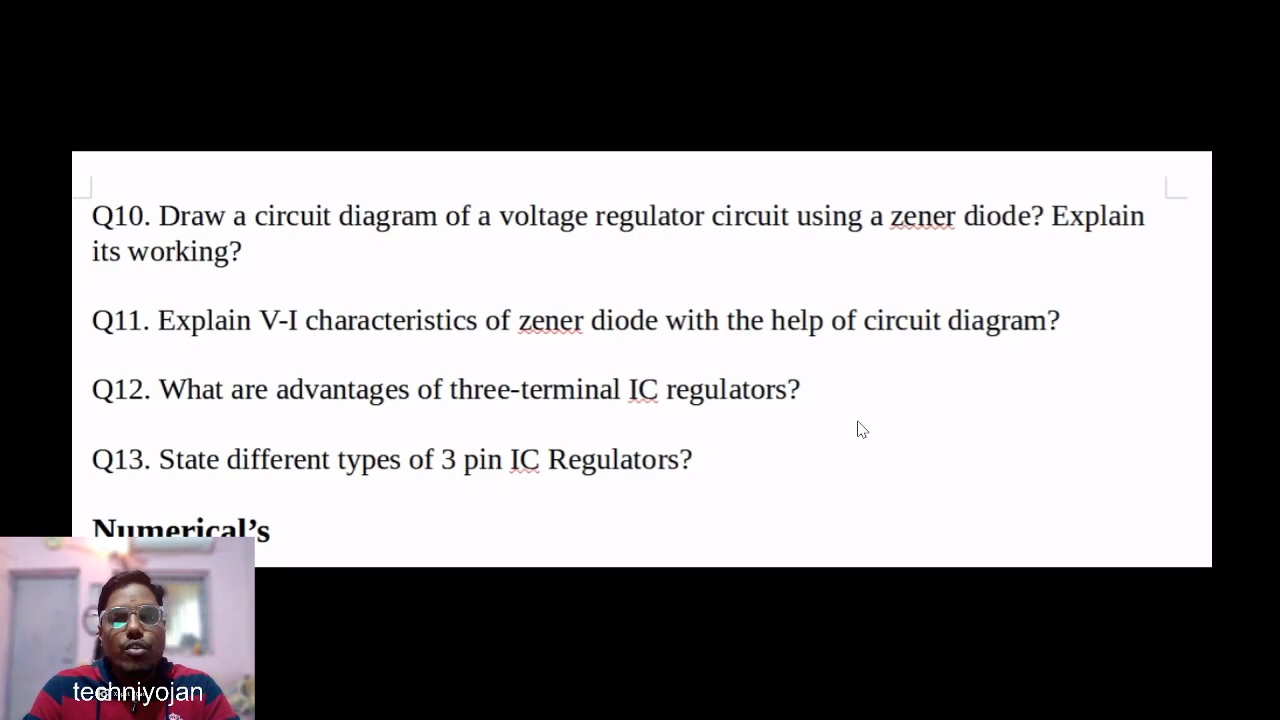 Q10. Draw a circuit diagram of a voltage regulator circuit using a zener diode? Explain
its working?
Q11. Explain V-I characteristics of zener diode with the help of circuit diagram?
Q12. What are advantages of three-terminal IC regulators?
Q13. State different types of 3 pin IC Regulators?
Numerical’s
techniyojan